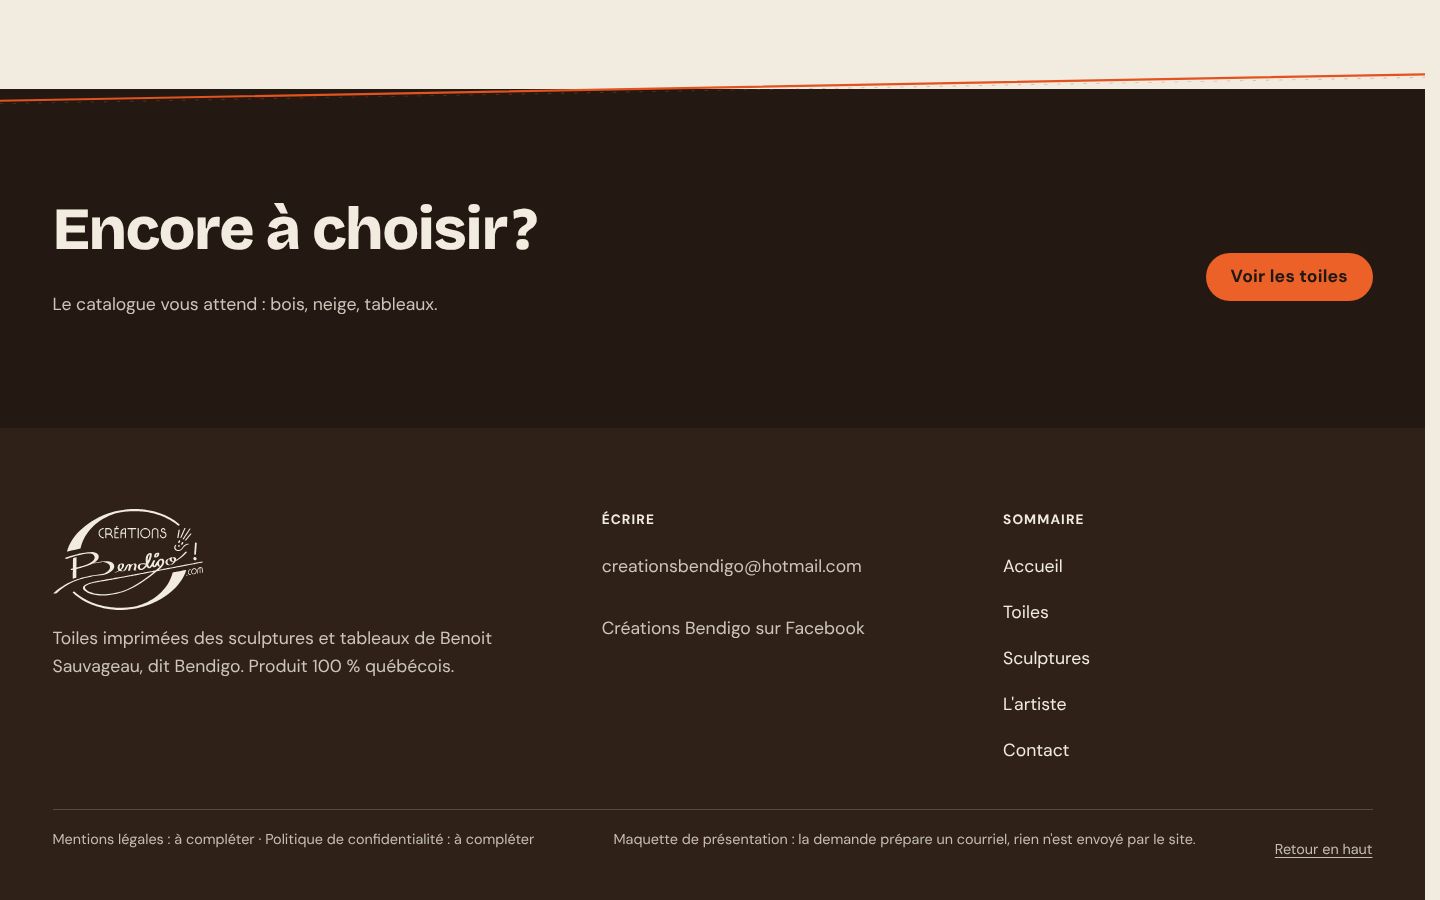 Encore à choisir ?
Le catalogue vous attend : bois, neige, tableaux.
Voir les toiles
CRÉATIONS
Bendigo !
.com
Toiles imprimées des sculptures et tableaux de Benoit
Sauvageau, dit Bendigo. Produit 100 % québécois.
ÉCRIRE
creationsbendigo@hotmail.com
Créations Bendigo sur Facebook
SOMMAIRE
Accueil
Toiles
Sculptures
L'artiste
Contact
Mentions légales : à compléter · Politique de confidentialité : à compléter
Maquette de présentation : la demande prépare un courriel, rien n'est envoyé par le site.
Retour en haut